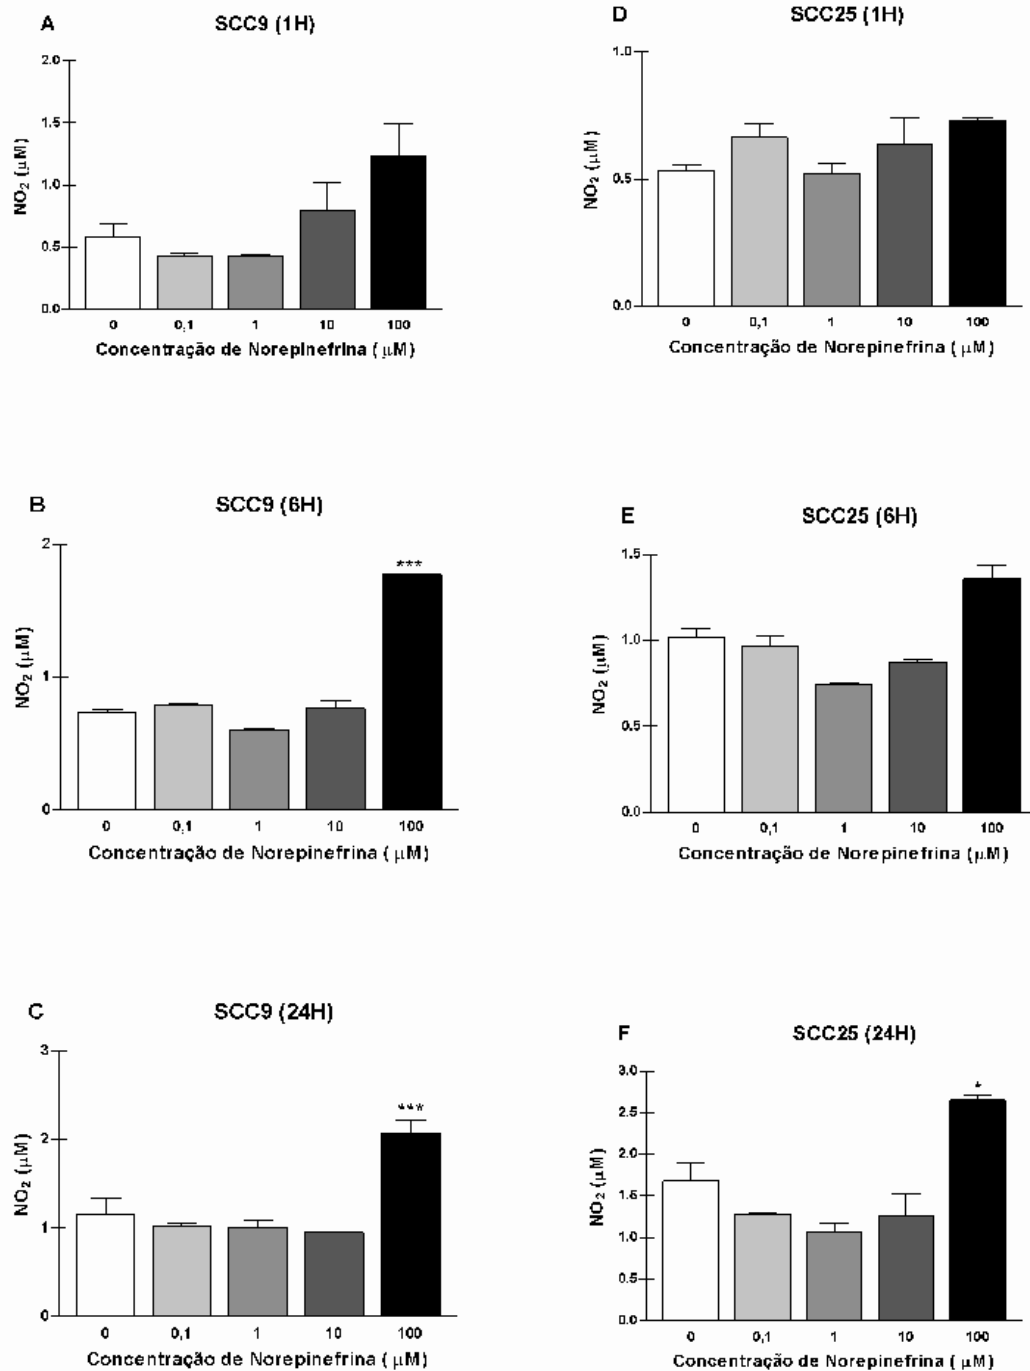 A
SCC9 (1H)
2.0
1.5
1.0
0.5
0.0
NO₂ (μM)
0 0,1 1 10 100
Concentração de Norepinefrina ( μM)
D
SCC25 (1H)
1.0
0.5
0.0
NO₂ (μM)
0 0,1 1 10 100
Concentração de Norepinefrina ( μM)
B
SCC9 (6H)
2
1
0
NO₂ (μM)
***
0 0,1 1 10 100
Concentração de Norepinefrina ( μM)
E
SCC25 (6H)
1.5
1.0
0.5
0.0
NO₂ (μM)
0 0,1 1 10 100
Concentração de Norepinefrina (μM)
C
SCC9 (24H)
3
2
1
0
NO₂ (μM)
***
0 0,1 1 10 100
Concentração de Norepinefrina ( μM)
F
SCC25 (24H)
3.0
2.5
2.0
1.5
1.0
0.5
0.0
NO₂ (μM)
*
0 0,1 1 10 100
Concentração de Norepinefrina ( μM)